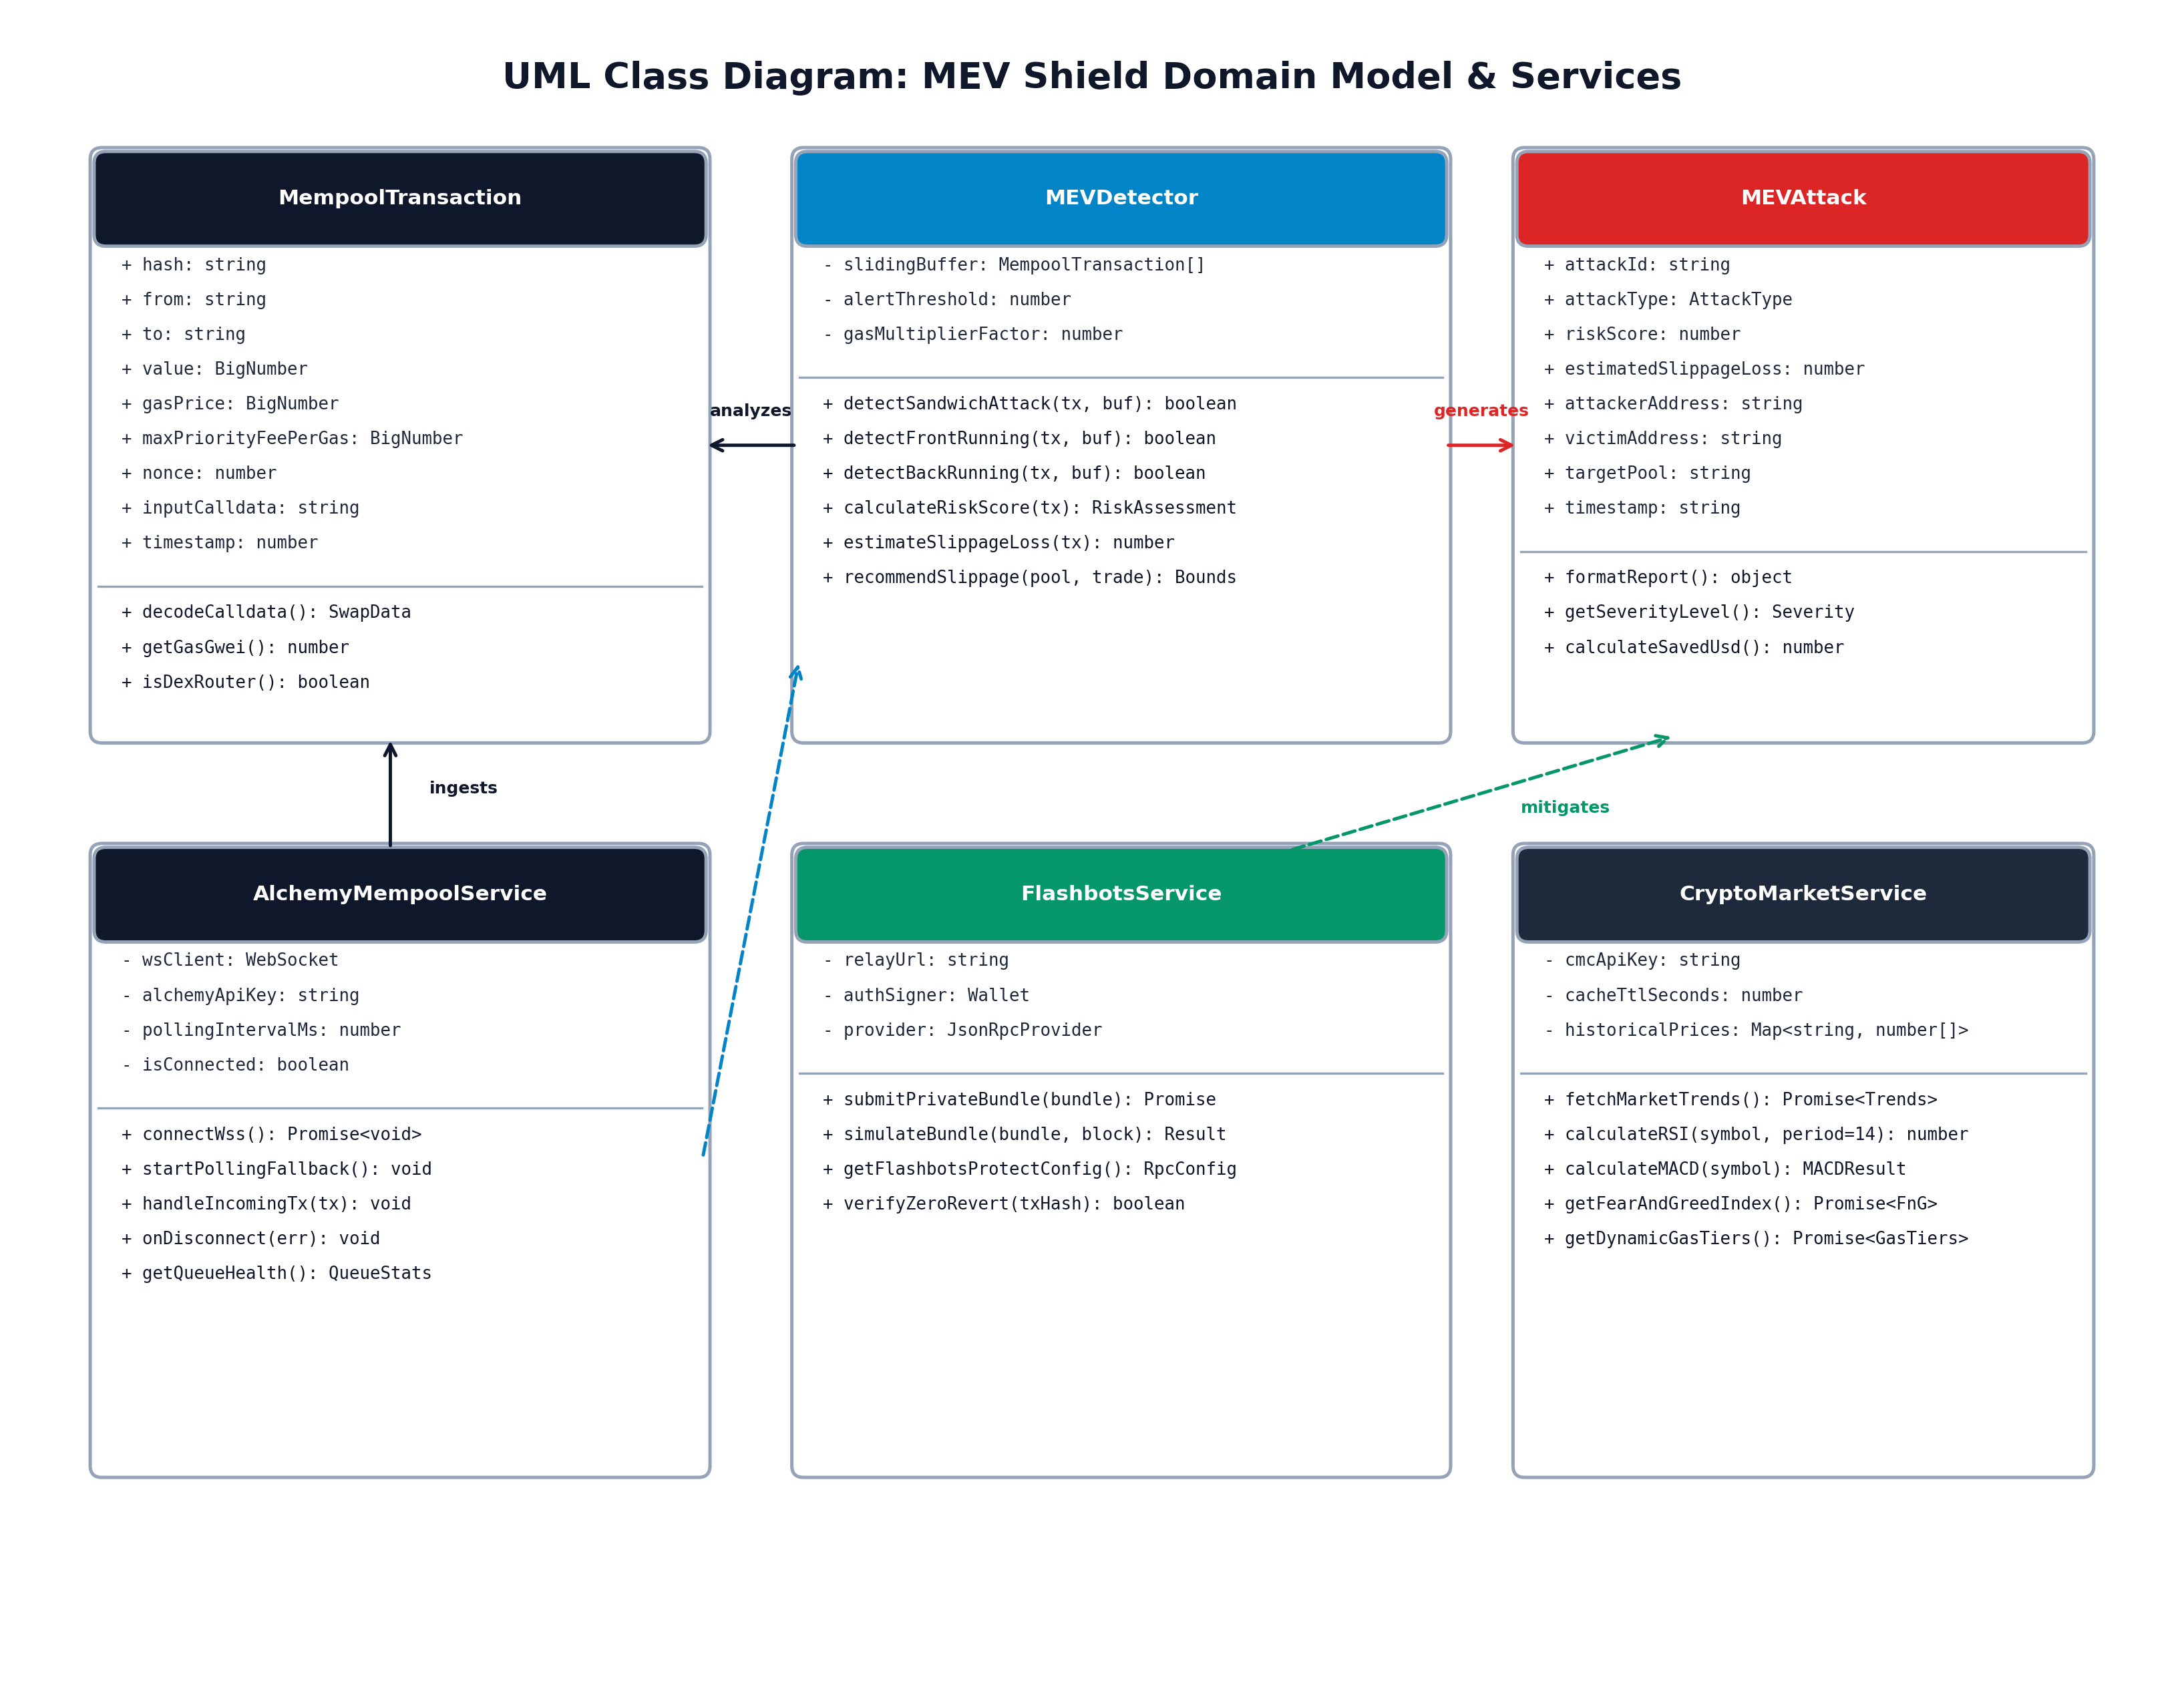 UML Class Diagram: MEV Shield Domain Model & Services
MempoolTransaction
+ hash: string
+ from: string
+ to: string
+ value: BigNumber
+ gasPrice: BigNumber
+ maxPriorityFeePerGas: BigNumber
+ nonce: number
+ inputCalldata: string
+ timestamp: number
+ decodeCalldata(): SwapData
+ getGasGwei(): number
+ isDexRouter(): boolean
analyzes
MEVDetector
- slidingBuffer: MempoolTransaction[]
- alertThreshold: number
- gasMultiplierFactor: number
+ detectSandwichAttack(tx, buf): boolean
+ detectFrontRunning(tx, buf): boolean
+ detectBackRunning(tx, buf): boolean
+ calculateRiskScore(tx): RiskAssessment
+ estimateSlippageLoss(tx): number
+ recommendSlippage(pool, trade): Bounds
generates
MEVAttack
+ attackId: string
+ attackType: AttackType
+ riskScore: number
+ estimatedSlippageLoss: number
+ attackerAddress: string
+ victimAddress: string
+ targetPool: string
+ timestamp: string
+ formatReport(): object
+ getSeverityLevel(): Severity
+ calculateSavedUsd(): number
ingests
mitigates
AlchemyMempoolService
- wsClient: WebSocket
- alchemyApiKey: string
- pollingIntervalMs: number
- isConnected: boolean
+ connectWss(): Promise<void>
+ startPollingFallback(): void
+ handleIncomingTx(tx): void
+ onDisconnect(err): void
+ getQueueHealth(): QueueStats
FlashbotsService
- relayUrl: string
- authSigner: Wallet
- provider: JsonRpcProvider
+ submitPrivateBundle(bundle): Promise
+ simulateBundle(bundle, block): Result
+ getFlashbotsProtectConfig(): RpcConfig
+ verifyZeroRevert(txHash): boolean
CryptoMarketService
- cmcApiKey: string
- cacheTtlSeconds: number
- historicalPrices: Map<string, number[]>
+ fetchMarketTrends(): Promise<Trends>
+ calculateRSI(symbol, period=14): number
+ calculateMACD(symbol): MACDResult
+ getFearAndGreedIndex(): Promise<FnG>
+ getDynamicGasTiers(): Promise<GasTiers>